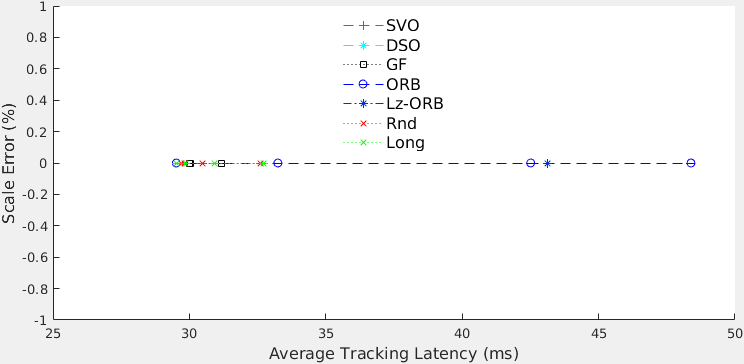 1
0.8
0.6
0.4
0.2
0
-0.2
-0.4
-0.6
-0.8
-1
Scale Error (%)
SVO
DSO
GF
ORB
Lz-ORB
Rnd
Long
25 30 35 40 45 50
Average Tracking Latency (ms)